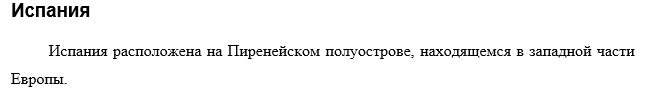 Испания
Испания расположена на Пиренейском полуострове, находящемся в западной части
Европы.